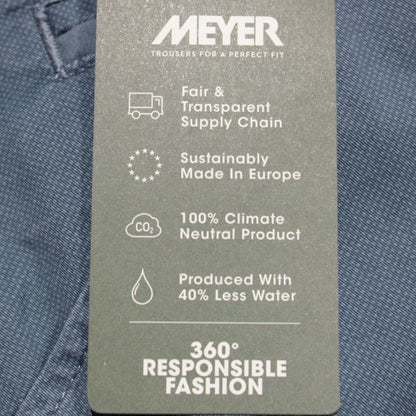 MEYER
TROUSERS FOR A PERFECT FIT
Fair &
Transparent
Supply Chain
Sustainably
Made In Europe
CO₂
100% Climate
Neutral Product
Produced With
40% Less Water
360°
RESPONSIBLE
FASHION